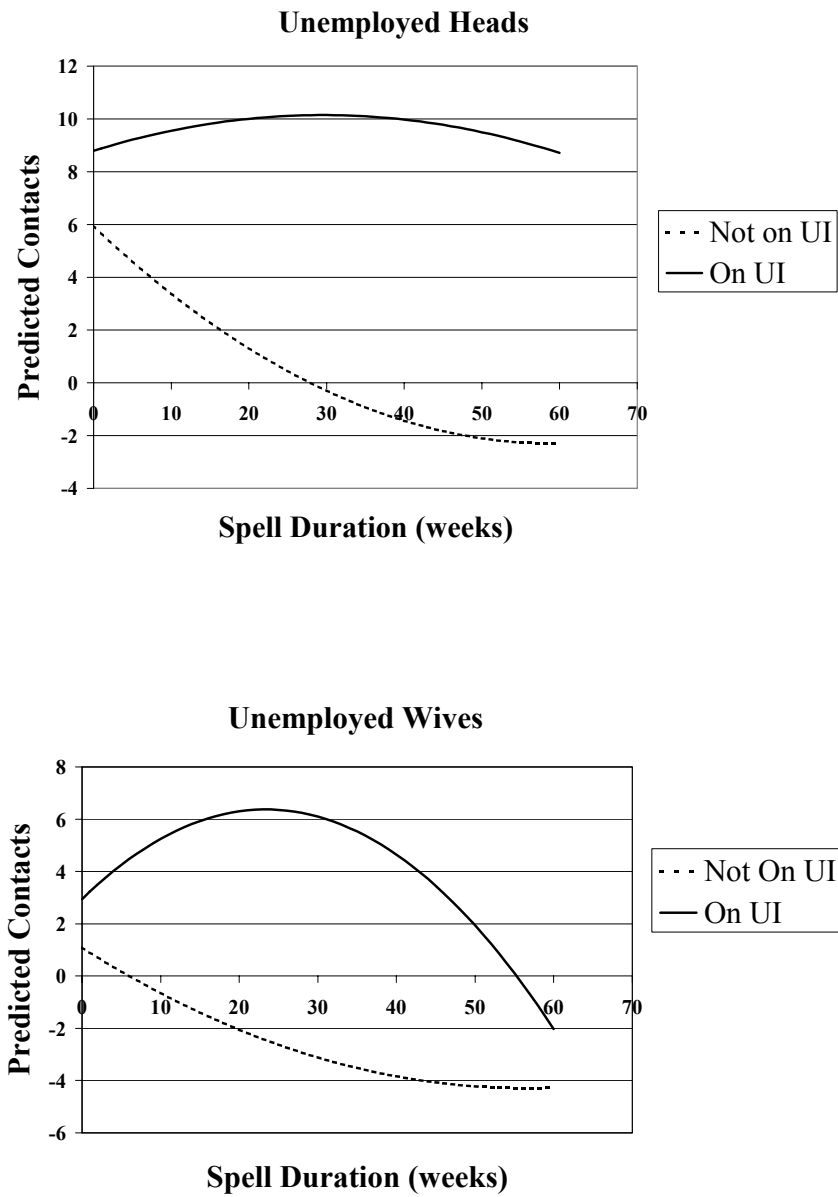 Unemployed Heads
12
10
8
6
4
2
0
-2
-4
0 10 20 30 40 50 60 70
Predicted Contacts
Spell Duration (weeks)
Not on UI
On UI
Unemployed Wives
8
6
4
2
0
-2
-4
-6
0 10 20 30 40 50 60 70
Predicted Contacts
Spell Duration (weeks)
Not On UI
On UI